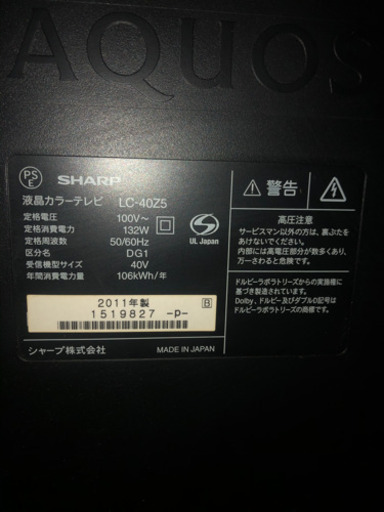 AQUOS
PS
E
SHARP
液晶カラーテレビ LC-40Z5
定格電圧 100V~
定格消費電力 132W
定格周波数 50/60Hz
区分名 DG1
受信機型サイズ 40V
年間消費電力量 106kWh/年
S
UL Japan
2011年製 B
1519827 -P-
シャープ株式会社 MADE IN JAPAN
警告
高圧注意
サービスマン以外の方は、裏ぶたを
あけないでください。
内部には高電圧部分が数多くあり、
万一さわると危険です。
ドルビーラボラトリーズからの実施権に
基づき製造されています。
Dolby、ドルビー及びダブルD記号は
ドルビーラボラトリーズの商標です。